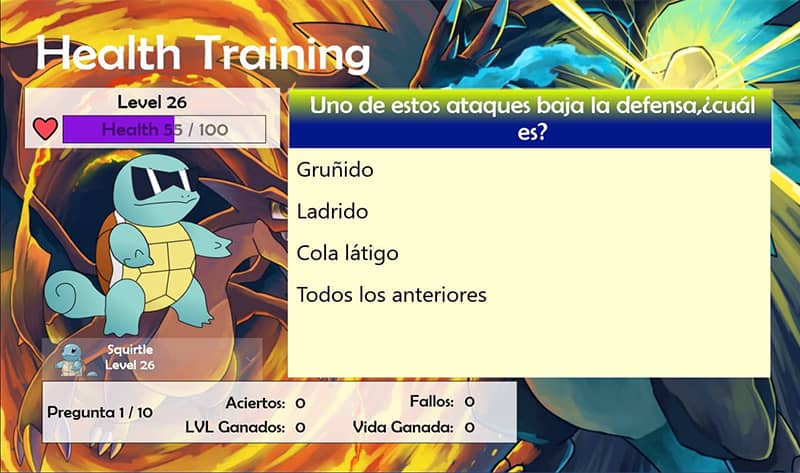 Health Training
Level 26
Health 55 / 100
Uno de estos ataques baja la defensa,¿cuál
es?
Gruñido
Ladrido
Cola látigo
Todos los anteriores
Squirtle
Level 26
Pregunta 1 / 10
Aciertos: 0
Fallos: 0
LVL Ganados: 0
Vida Ganada: 0